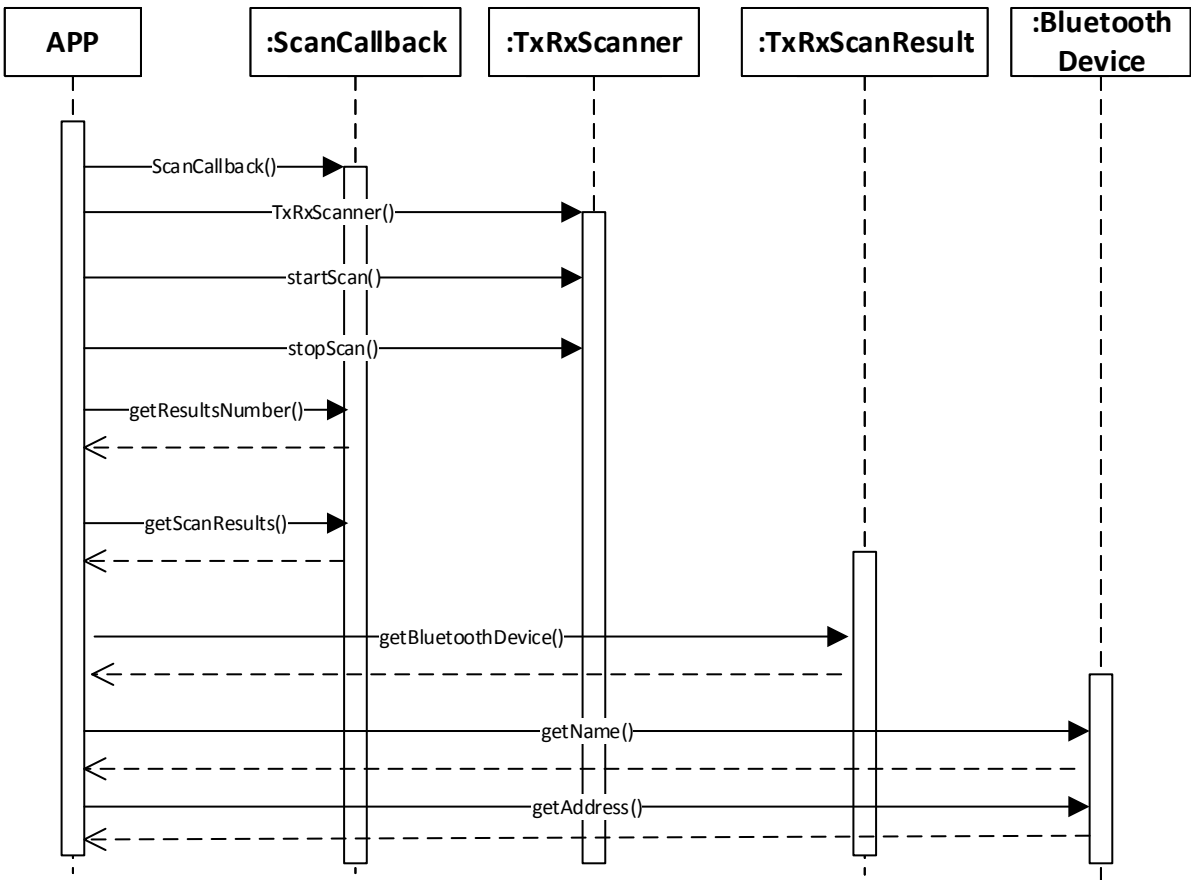 APP
:ScanCallback
:TxRxScanner
:TxRxScanResult
:Bluetooth
Device
ScanCallback()
TxRxScanner()
startScan()
stopScan()
getResultsNumber()
getScanResults()
getBluetoothDevice()
getName()
getAddress()